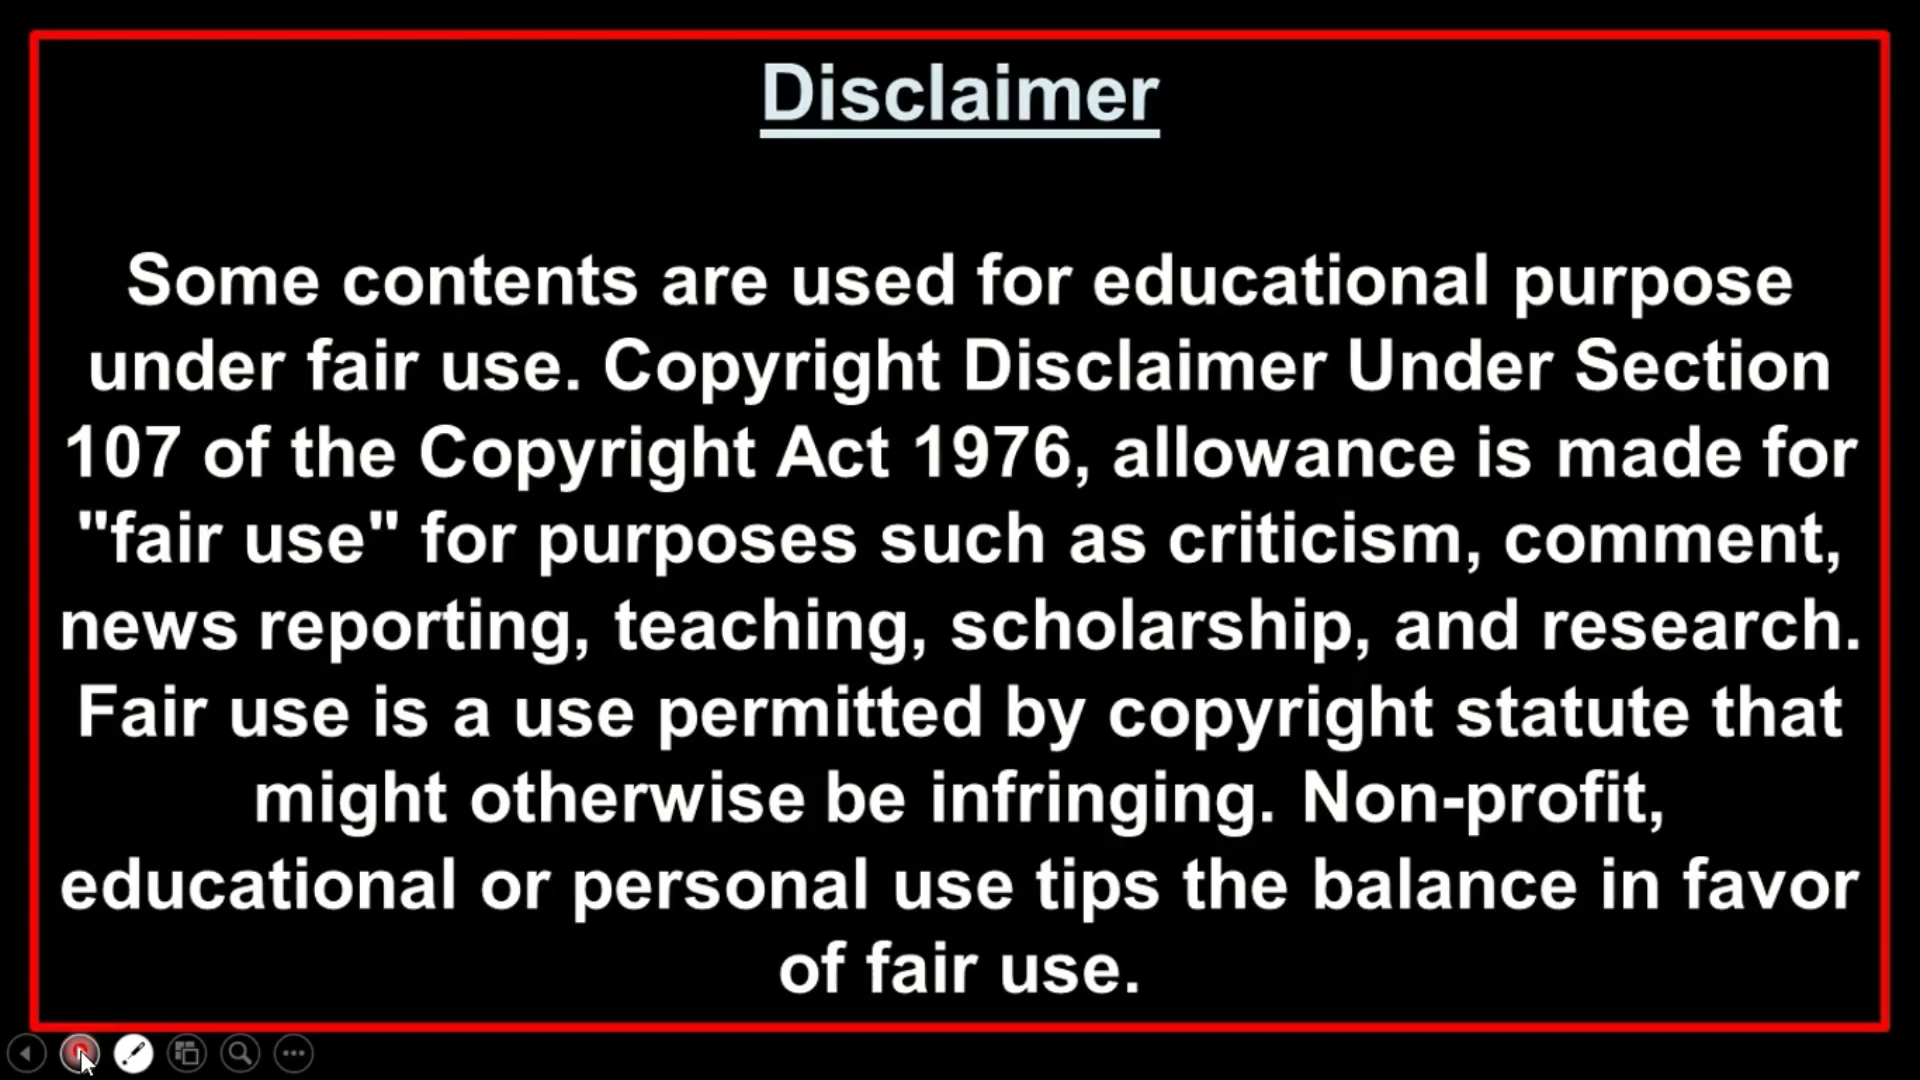 Disclaimer
Some contents are used for educational purpose
under fair use. Copyright Disclaimer Under Section
107 of the Copyright Act 1976, allowance is made for
"fair use" for purposes such as criticism, comment,
news reporting, teaching, scholarship, and research.
Fair use is a use permitted by copyright statute that
might otherwise be infringing. Non-profit,
educational or personal use tips the balance in favor
of fair use.